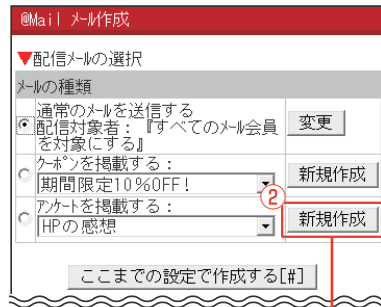 @Mail メール作成
▼配信メールの選択
メールの種類
通常のメールを送信する
配信対象者：『すべてのメール会員
を対象にする』
変更
クーポンを掲載する：
期間限定10%OFF!
新規作成
②
アンケートを掲載する：
HPの感想
新規作成
ここまでの設定で作成する[#]